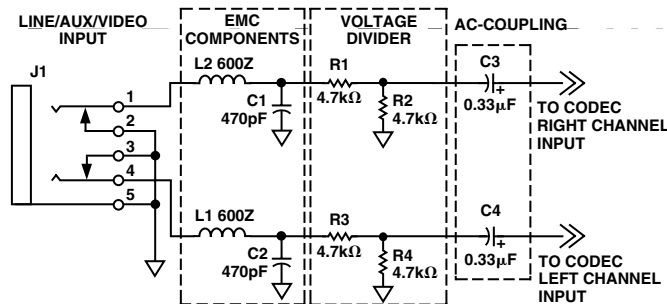 LINE/AUX/VIDEO
INPUT
EMC
COMPONENTS
VOLTAGE
DIVIDER
AC-COUPLING
J1
1
2
3
4
5
L2 600Z
C1
470pF
R1
4.7kΩ
R2
4.7kΩ
C3
+
0.33µF
TO CODEC
RIGHT CHANNEL
INPUT
L1 600Z
C2
470pF
R3
4.7kΩ
R4
4.7kΩ
C4
+
0.33µF
TO CODEC
LEFT CHANNEL
INPUT